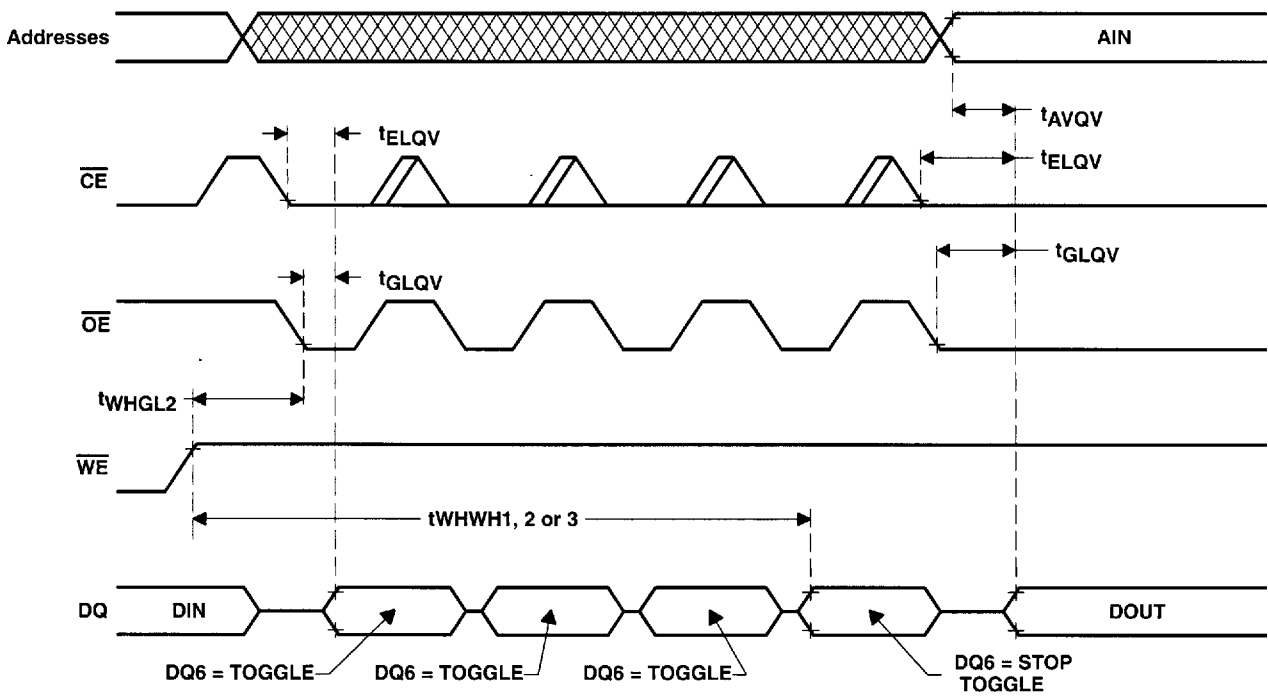 Addresses
AIN
tAVQV
tELQV
tELQV
CE
tGLQV
tGLQV
OE
tWHGL2
WE
tWHWH1, 2 or 3
DQ
DIN
DOUT
DQ6 = TOGGLE
DQ6 = TOGGLE
DQ6 = TOGGLE
DQ6 = STOP
TOGGLE